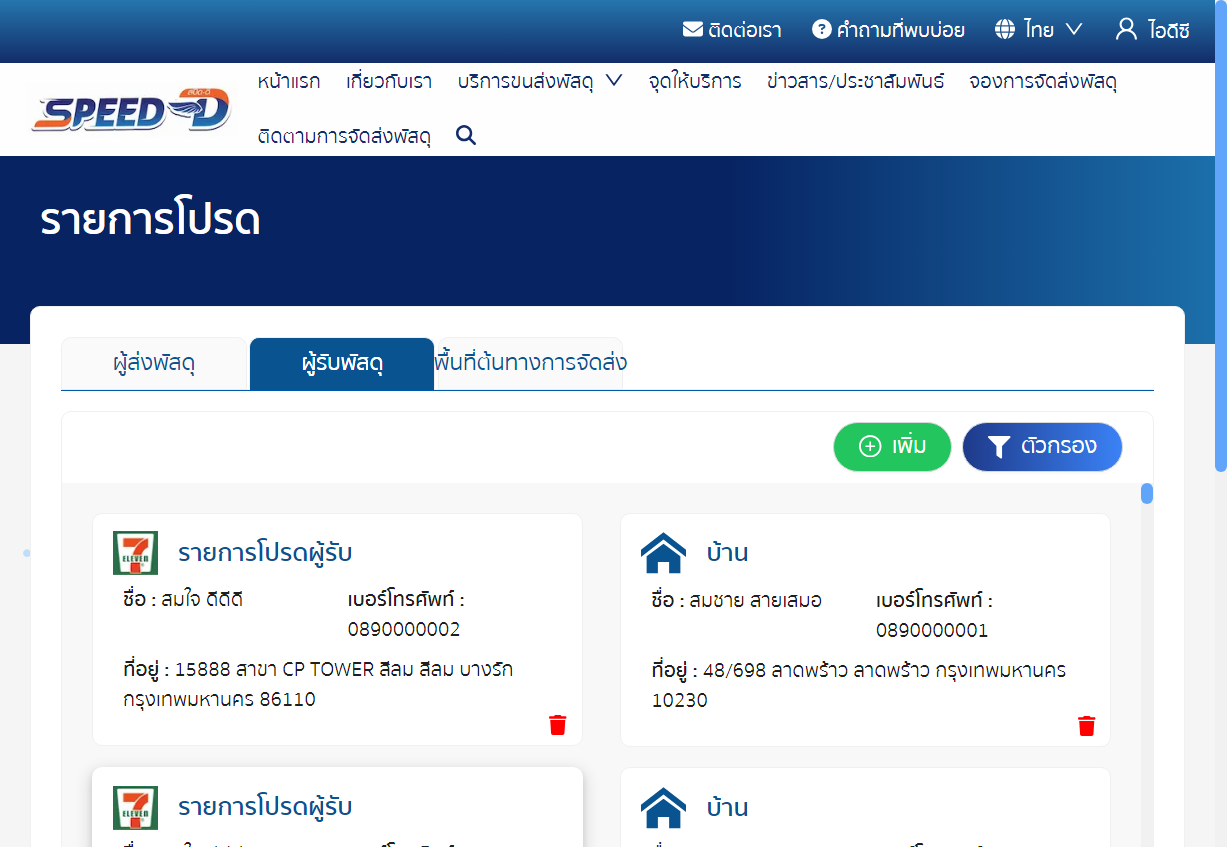 ติดต่อเรา คำถามที่พบบ่อย ไทย ไอดีซี
หน้าแรก เกี่ยวกับเรา บริการขนส่งพัสดุ จุดให้บริการ ข่าวสาร/ประชาสัมพันธ์ จองการจัดส่งพัสดุ
สปีด-ดี
SPEED D
ติดตามการจัดส่งพัสดุ
รายการโปรด
ผู้ส่งพัสดุ ผู้รับพัสดุ พื้นที่ต้นทางการจัดส่ง
เพิ่ม ตัวกรอง
7 ELEVEN รายการโปรดผู้รับ
ชื่อ : สมใจ ดีดีดี เบอร์โทรศัพท์ :
0890000002
ที่อยู่ : 15888 สาขา CP TOWER สีลม สีลม บางรัก
กรุงเทพมหานคร 86110
บ้าน
ชื่อ : สมชาย สายเสมอ เบอร์โทรศัพท์ :
0890000001
ที่อยู่ : 48/698 ลาดพร้าว ลาดพร้าว กรุงเทพมหานคร
10230
7 ELEVEN รายการโปรดผู้รับ
บ้าน